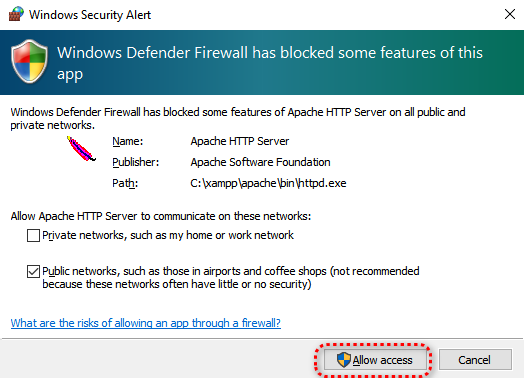 Windows Security Alert
Windows Defender Firewall has blocked some features of this
app
Windows Defender Firewall has blocked some features of Apache HTTP Server on all public and
private networks.
Name: Apache HTTP Server
Publisher: Apache Software Foundation
Path: C:\xampp\apache\bin\httpd.exe
Allow Apache HTTP Server to communicate on these networks:
Private networks, such as my home or work network
Public networks, such as those in airports and coffee shops (not recommended
because these networks often have little or no security)
What are the risks of allowing an app through a firewall?
Allow access Cancel